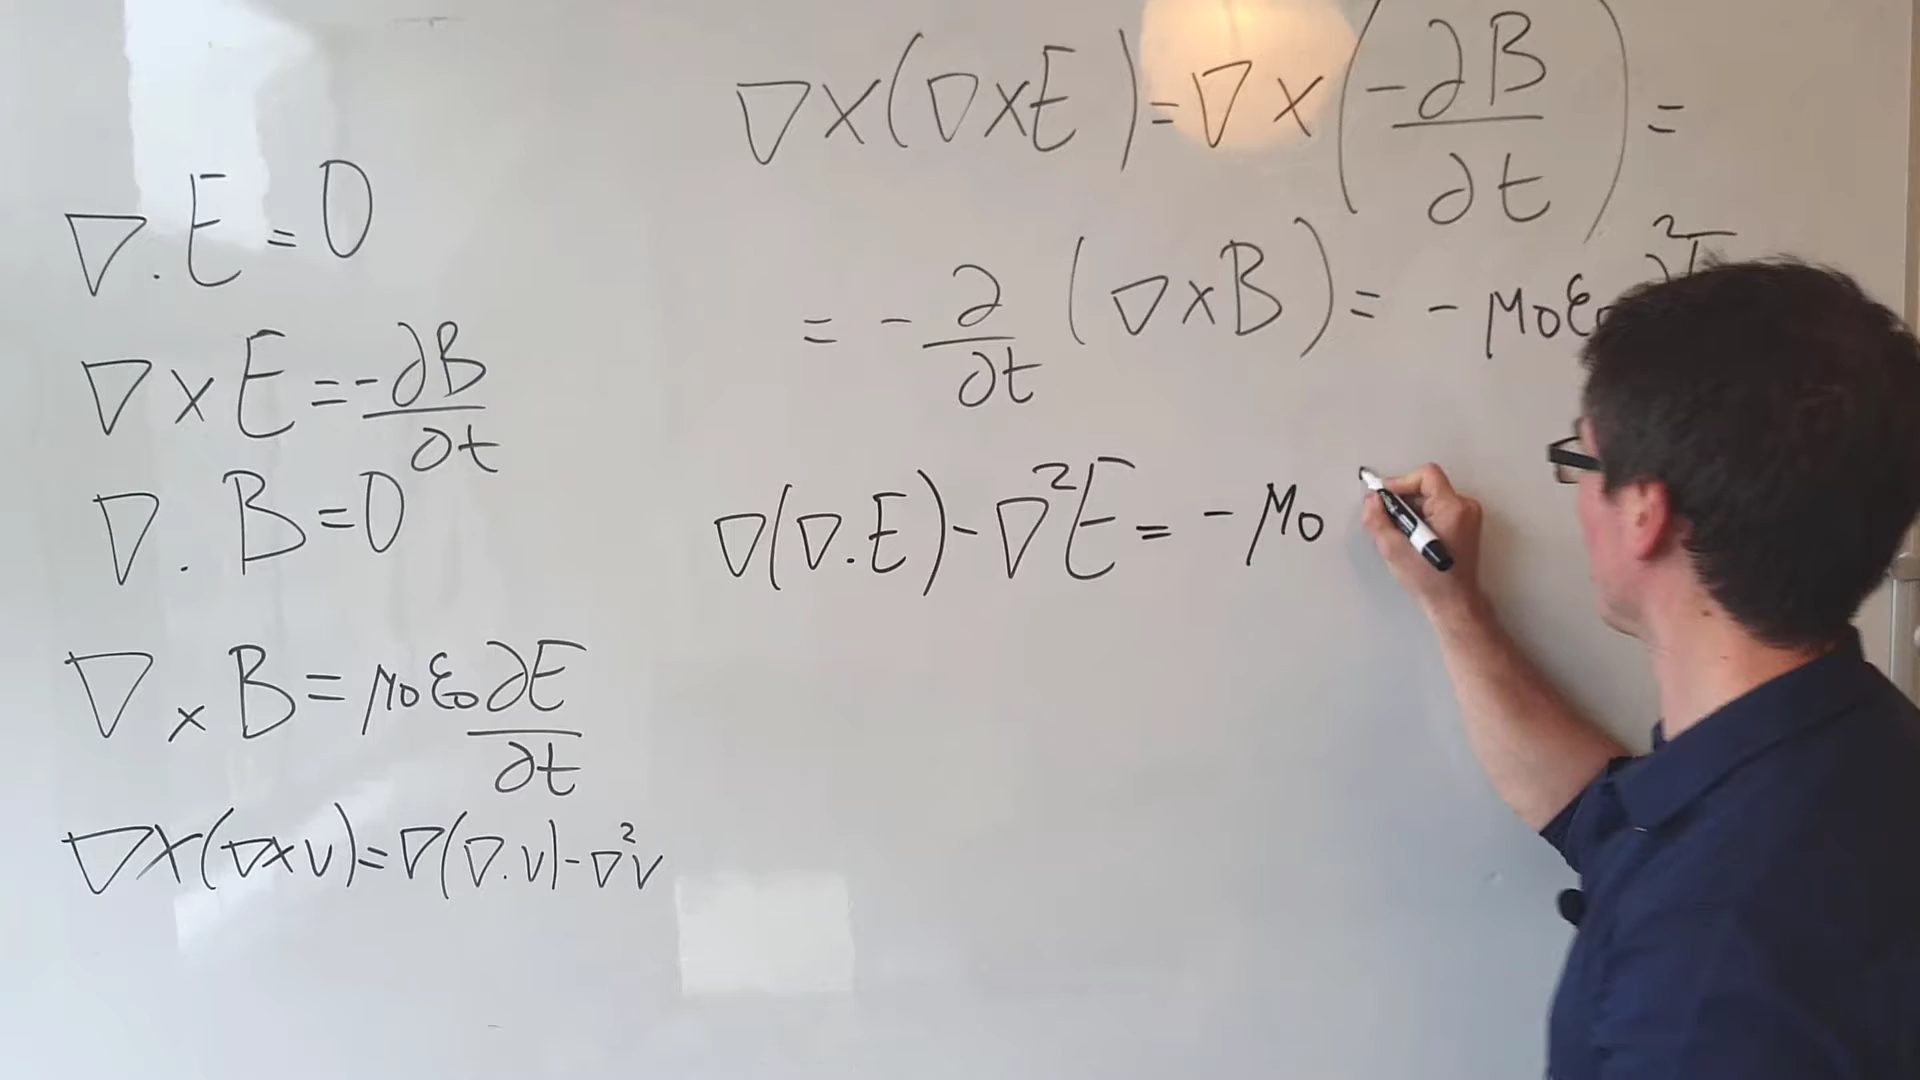 ∇.E=0
∇×E=-∂B/∂t
∇.B=0
∇×B=μ0ε0∂E/∂t
∇×(∇×v)=∇(∇.v)-∇²v
∇×(∇×E)=∇×(-∂B/∂t)=
=-∂/∂t(∇×B)=-μ0ε0
∇(∇.E)-∇²E=-μ0